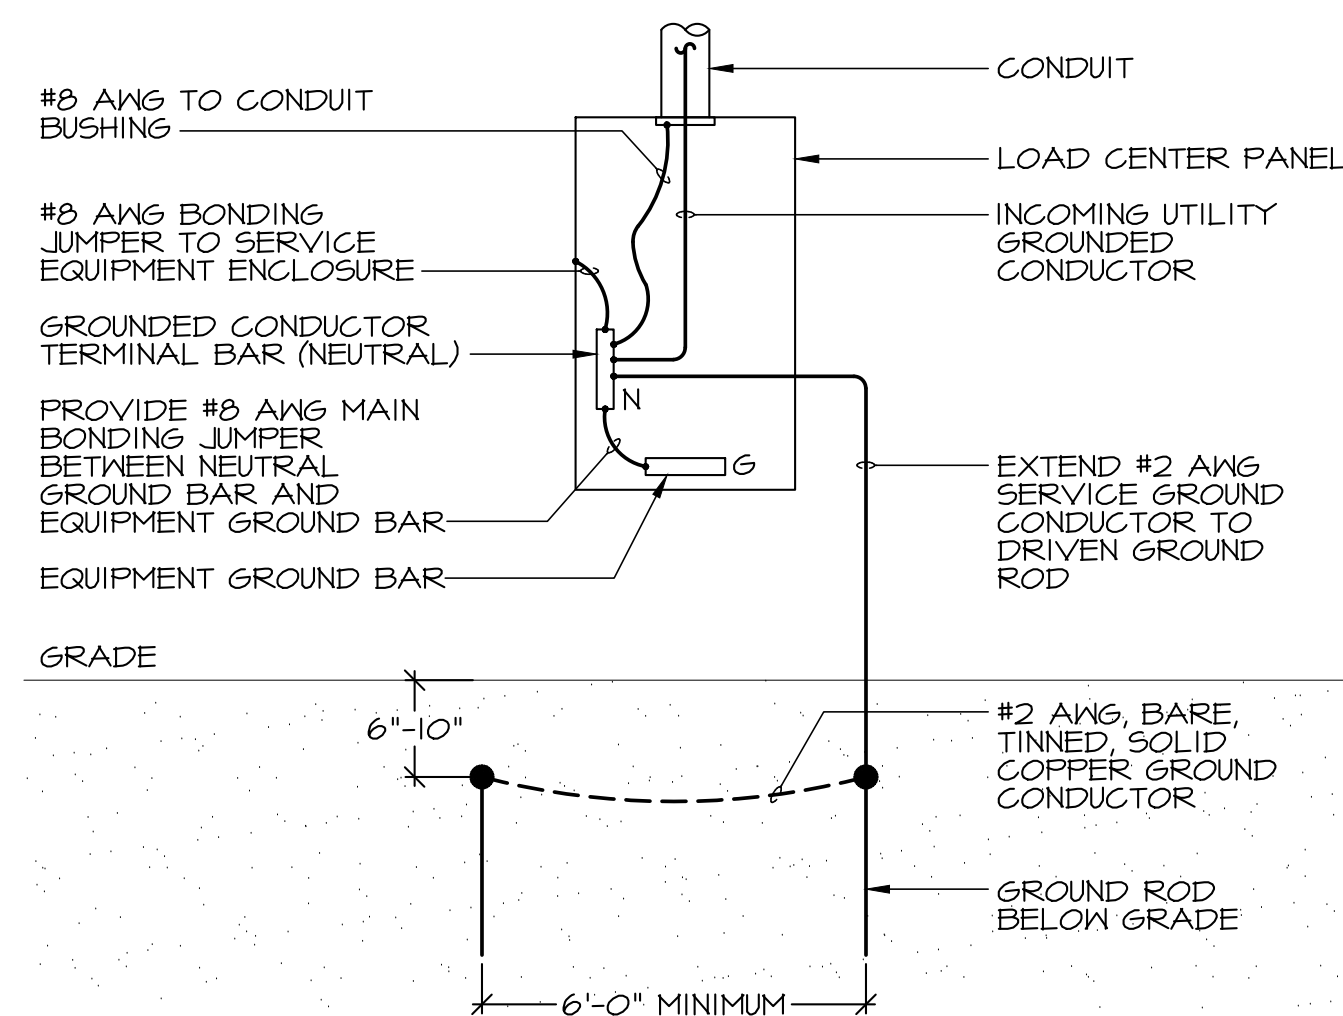 #8 AWG TO CONDUIT
BUSHING
#8 AWG BONDING
JUMPER TO SERVICE
EQUIPMENT ENCLOSURE
GROUNDED CONDUCTOR
TERMINAL BAR (NEUTRAL)
PROVIDE #8 AWG MAIN
BONDING JUMPER
BETWEEN NEUTRAL
GROUND BAR AND
EQUIPMENT GROUND BAR
EQUIPMENT GROUND BAR
N
G
CONDUIT
LOAD CENTER PANEL
INCOMING UTILITY
GROUNDED
CONDUCTOR
EXTEND #2 AWG
SERVICE GROUND
CONDUCTOR TO
DRIVEN GROUND
ROD
GRADE
6"-10"
#2 AWG, BARE,
TINNED, SOLID
COPPER GROUND
CONDUCTOR
GROUND ROD
BELOW GRADE
6'-0" MINIMUM